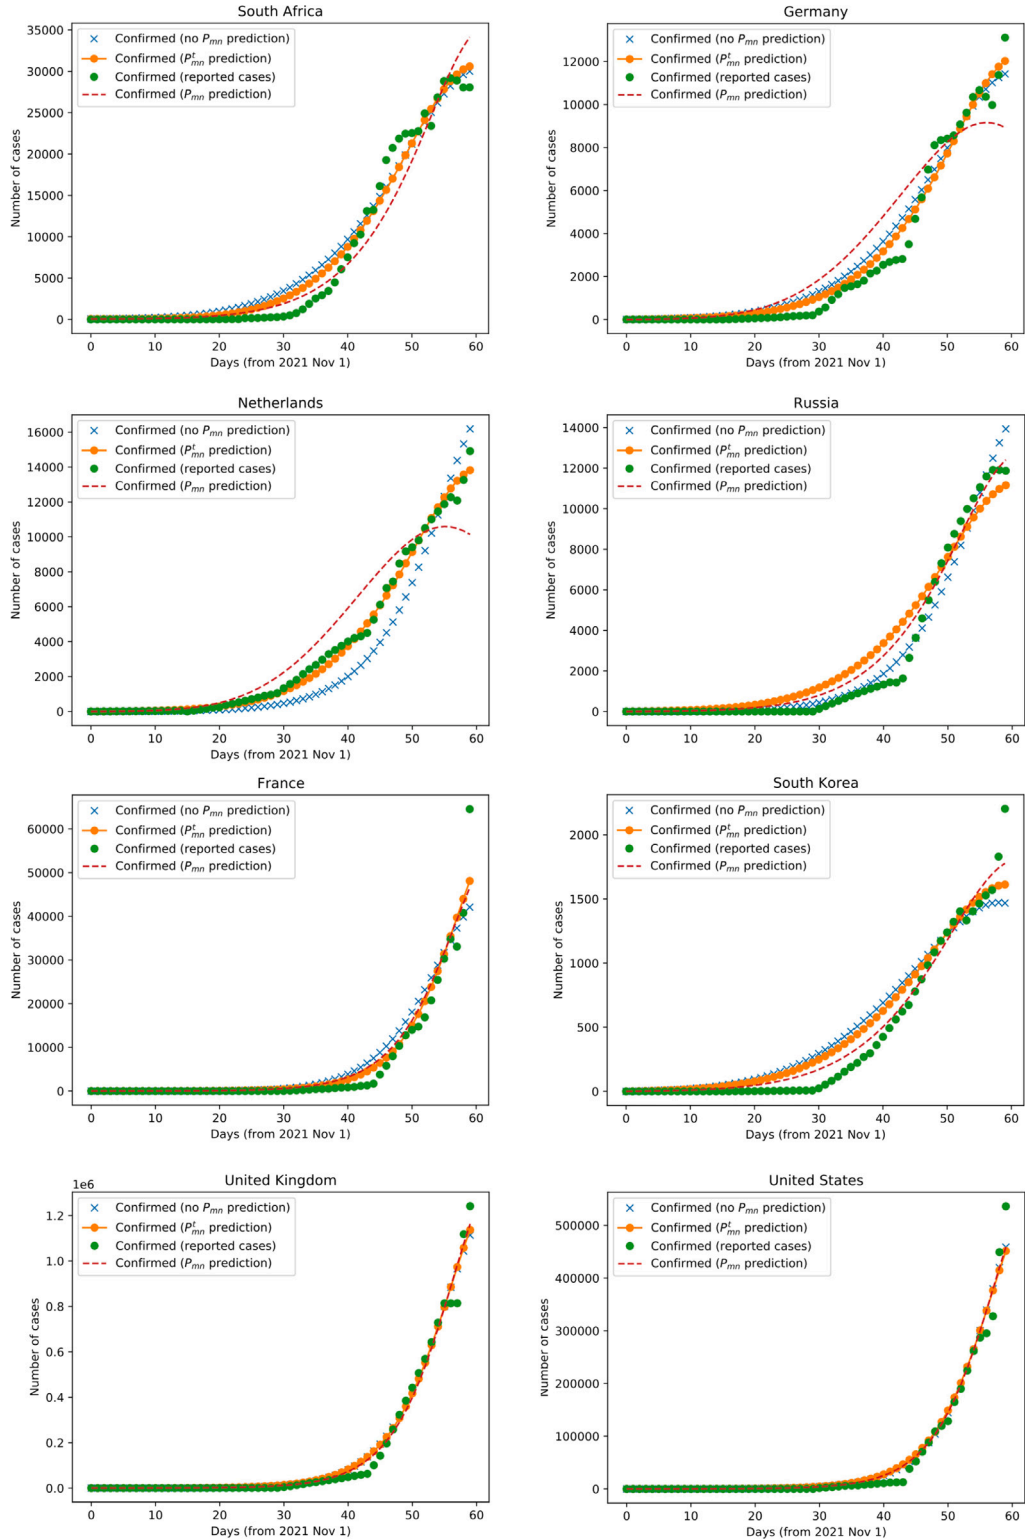 South Africa
Confirmed (no Pmn prediction)
Confirmed (P^t_mn prediction)
Confirmed (reported cases)
Confirmed (Pmn prediction)
35000
30000
25000
20000
15000
10000
5000
0
Number of cases
0 10 20 30 40 50 60
Days (from 2021 Nov 1)
Germany
Confirmed (no Pmn prediction)
Confirmed (P^t_mn prediction)
Confirmed (reported cases)
Confirmed (Pmn prediction)
12000
10000
8000
6000
4000
2000
0
Number of cases
0 10 20 30 40 50 60
Days (from 2021 Nov 1)
Netherlands
Confirmed (no Pmn prediction)
Confirmed (P^t_mn prediction)
Confirmed (reported cases)
Confirmed (Pmn prediction)
16000
14000
12000
10000
8000
6000
4000
2000
0
Number of cases
0 10 20 30 40 50 60
Days (from 2021 Nov 1)
Russia
Confirmed (no Pmn prediction)
Confirmed (P^t_mn prediction)
Confirmed (reported cases)
Confirmed (Pmn prediction)
14000
12000
10000
8000
6000
4000
2000
0
Number of cases
0 10 20 30 40 50 60
Days (from 2021 Nov 1)
France
Confirmed (no Pmn prediction)
Confirmed (P^t_mn prediction)
Confirmed (reported cases)
Confirmed (Pmn prediction)
60000
50000
40000
30000
20000
10000
0
Number of cases
0 10 20 30 40 50 60
Days (from 2021 Nov 1)
South Korea
Confirmed (no Pmn prediction)
Confirmed (P^t_mn prediction)
Confirmed (reported cases)
Confirmed (Pmn prediction)
2000
1500
1000
500
0
Number of cases
0 10 20 30 40 50 60
Days (from 2021 Nov 1)
United Kingdom
1e6
Confirmed (no Pmn prediction)
Confirmed (P^t_mn prediction)
Confirmed (reported cases)
Confirmed (Pmn prediction)
1.2
1.0
0.8
0.6
0.4
0.2
0.0
Number of cases
0 10 20 30 40 50 60
Days (from 2021 Nov 1)
United States
Confirmed (no Pmn prediction)
Confirmed (P^t_mn prediction)
Confirmed (reported cases)
Confirmed (Pmn prediction)
500000
400000
300000
200000
100000
0
Number of cases
0 10 20 30 40 50 60
Days (from 2021 Nov 1)